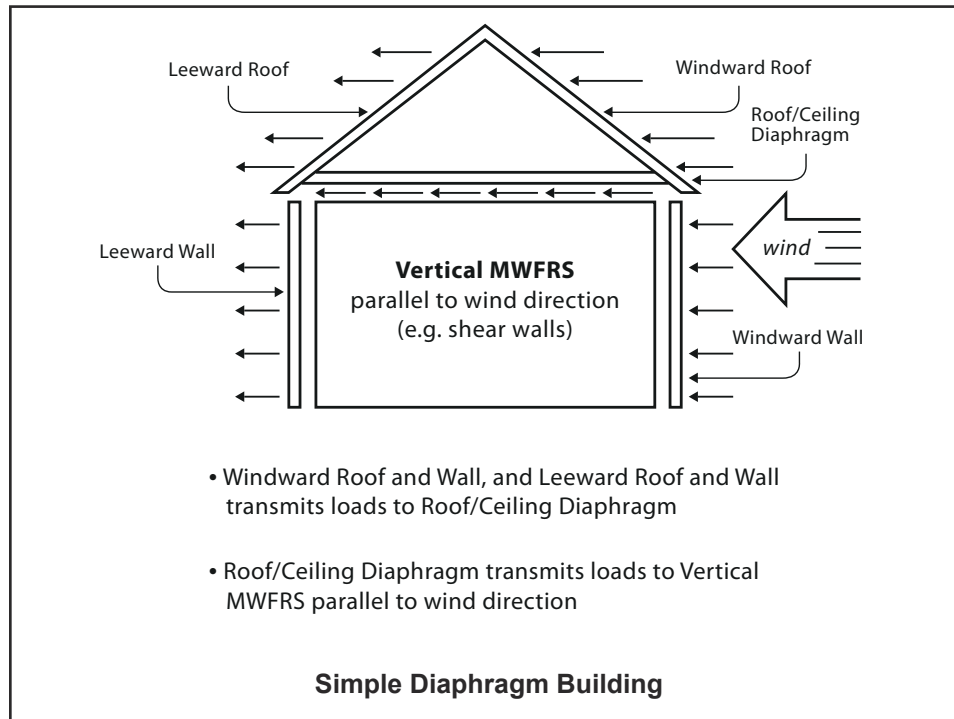 Leeward Roof
Windward Roof
Roof/Ceiling
Diaphragm
wind
Leeward Wall
Vertical MWFRS
parallel to wind direction
(e.g. shear walls)
Windward Wall
• Windward Roof and Wall, and Leeward Roof and Wall
transmits loads to Roof/Ceiling Diaphragm
• Roof/Ceiling Diaphragm transmits loads to Vertical
MWFRS parallel to wind direction
Simple Diaphragm Building